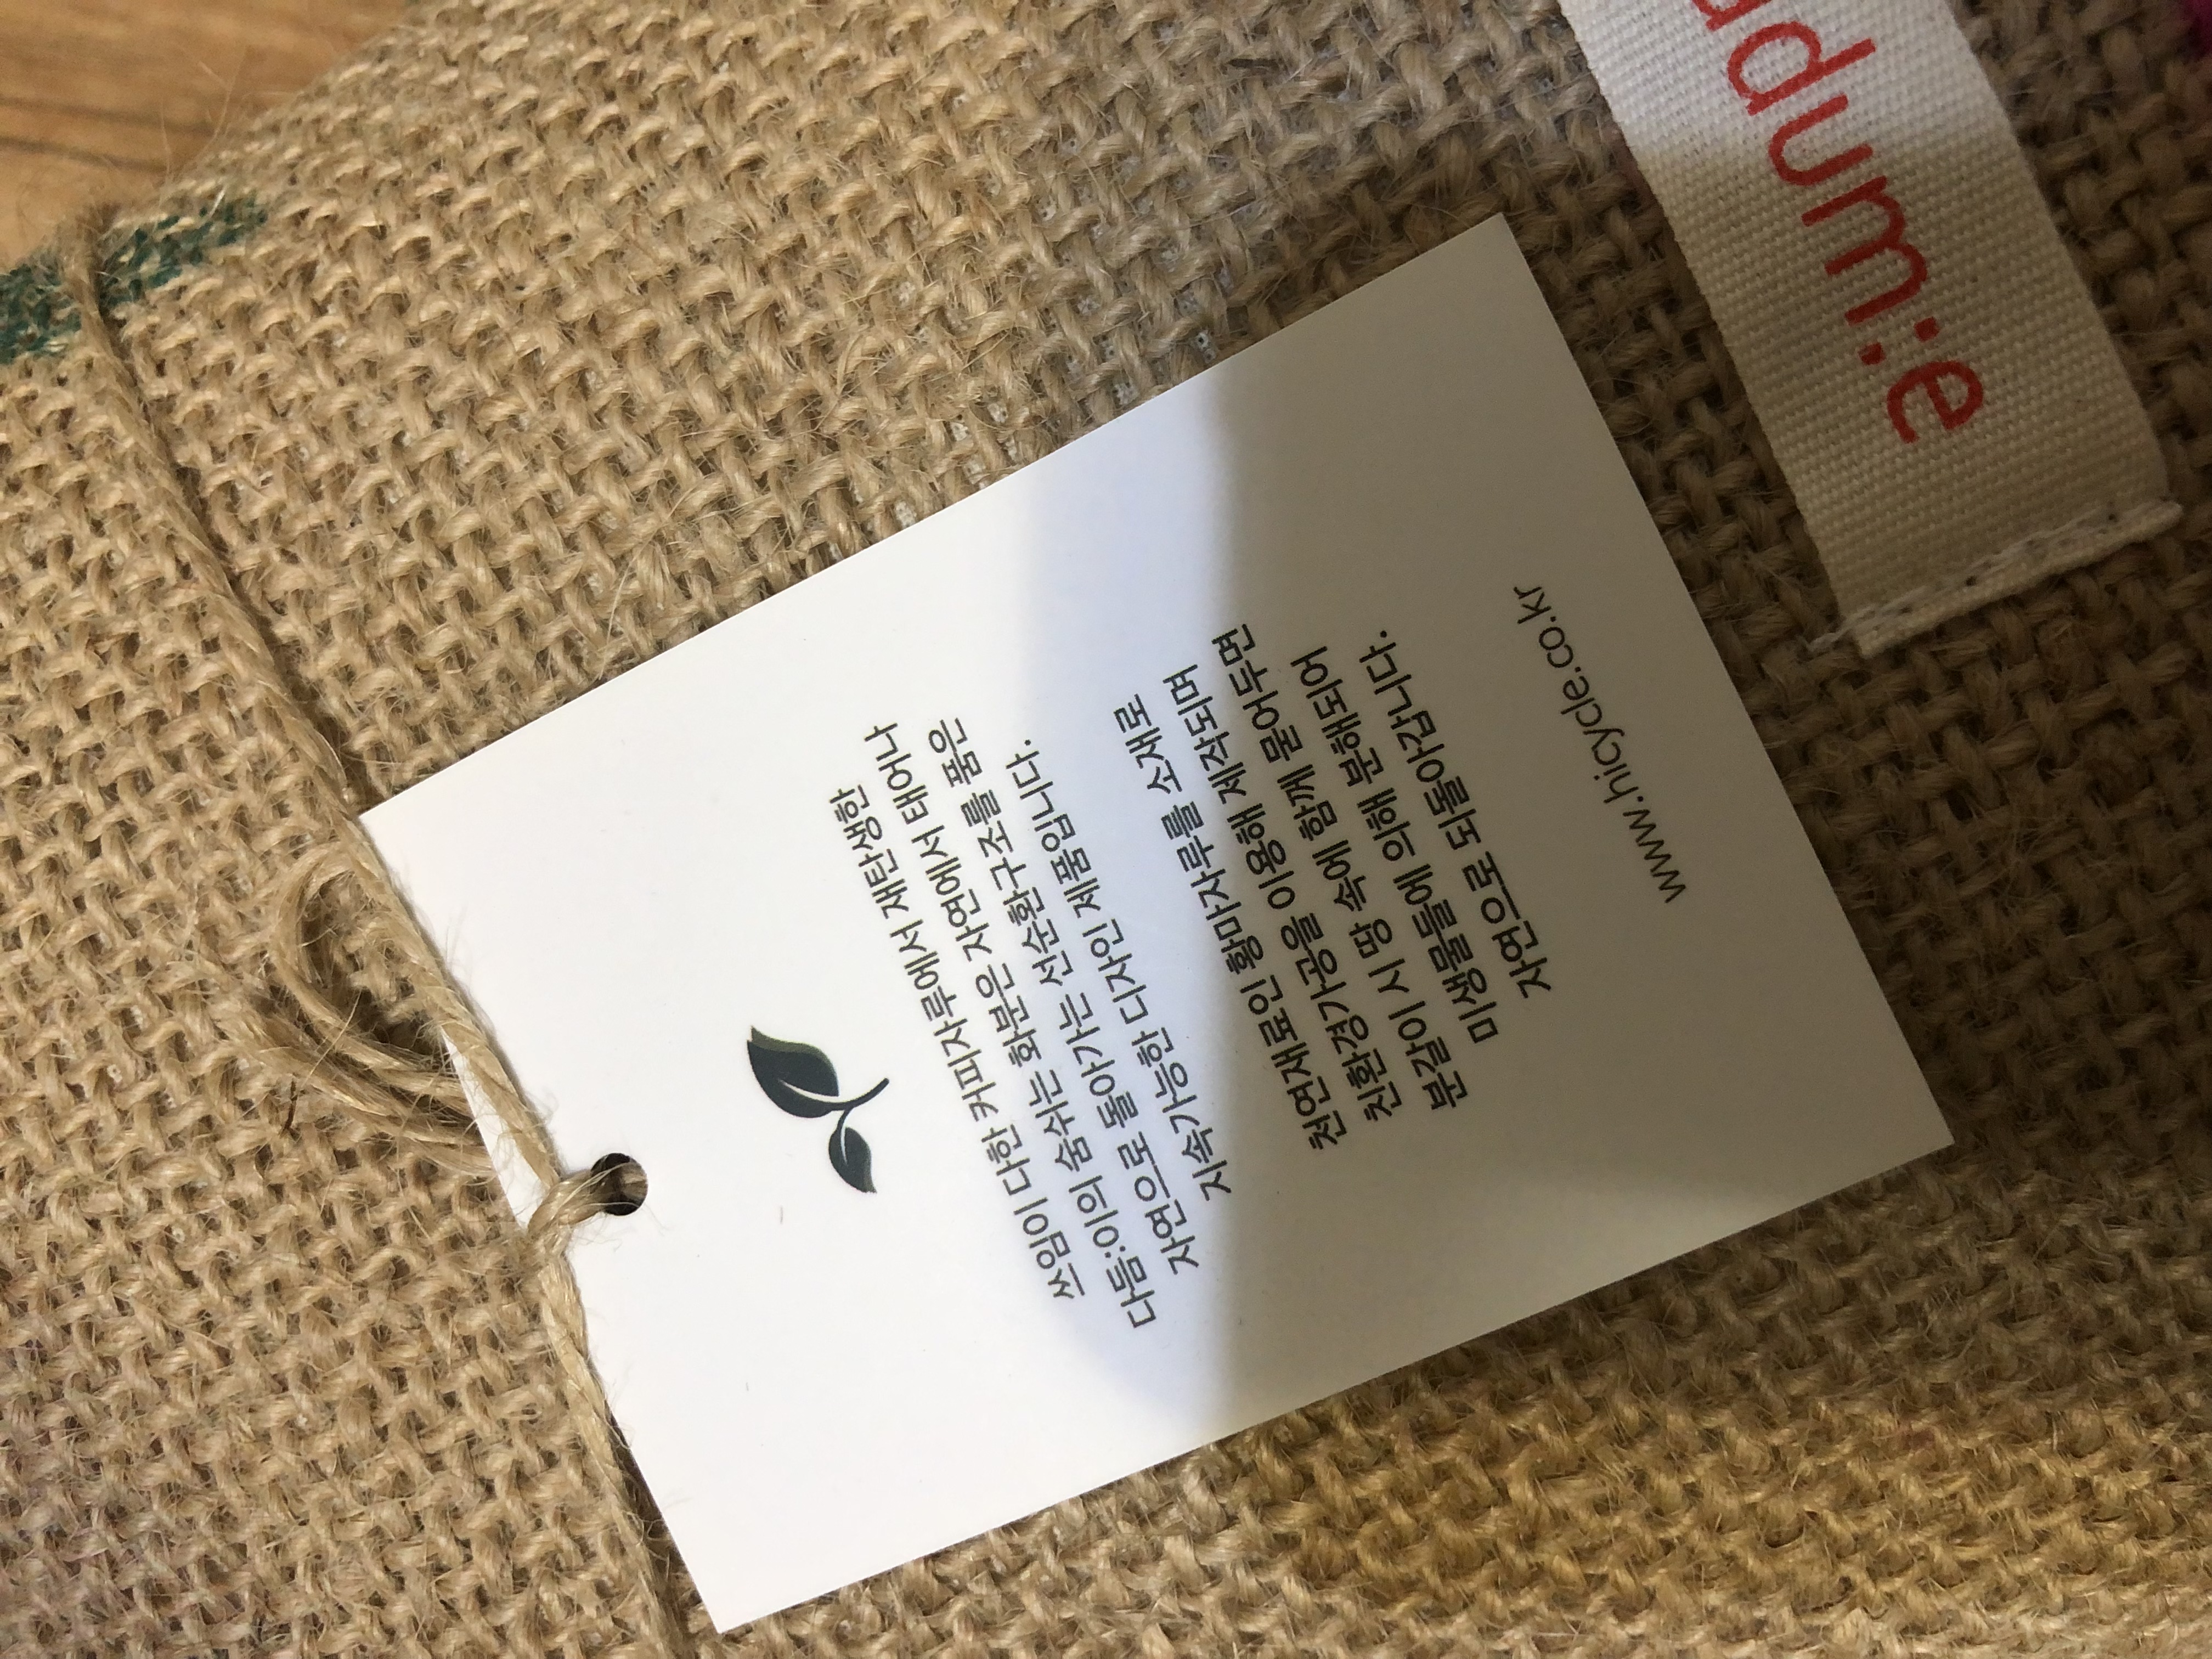 쓰임이 다한 커피자루에서 재탄생한
다듬:이의 숨쉬는 화분은 자연에서 태어나
자연으로 돌아가는 선순환구조를 품은
지속가능한 디자인 제품입니다.
천연재료인 황마자루를 소재로
친환경가공을 이용해 제작되며
분갈이 시 땅 속에 함께 묻어두면
미생물들에 의해 분해되어
자연으로 되돌아갑니다.
www.hicycle.co.kr
adum:e